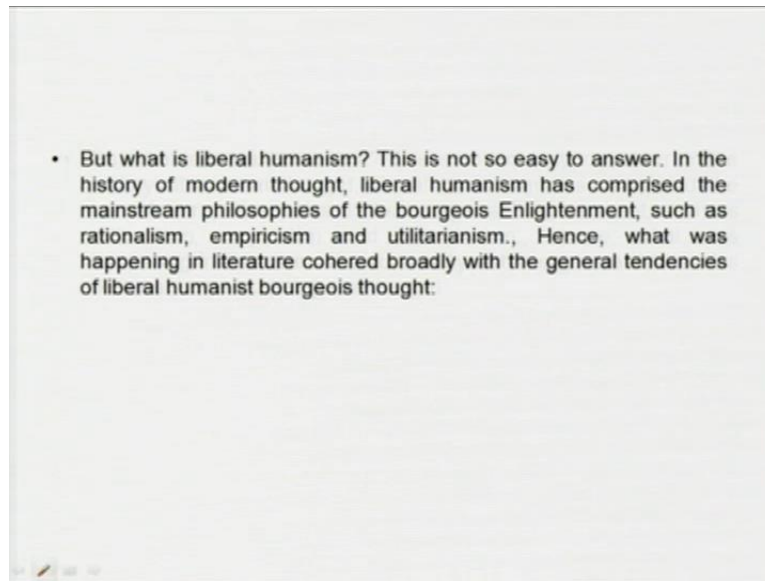 • But what is liberal humanism? This is not so easy to answer. In the
history of modern thought, liberal humanism has comprised the
mainstream philosophies of the bourgeois Enlightenment, such as
rationalism, empiricism and utilitarianism., Hence, what was
happening in literature cohered broadly with the general tendencies
of liberal humanist bourgeois thought: